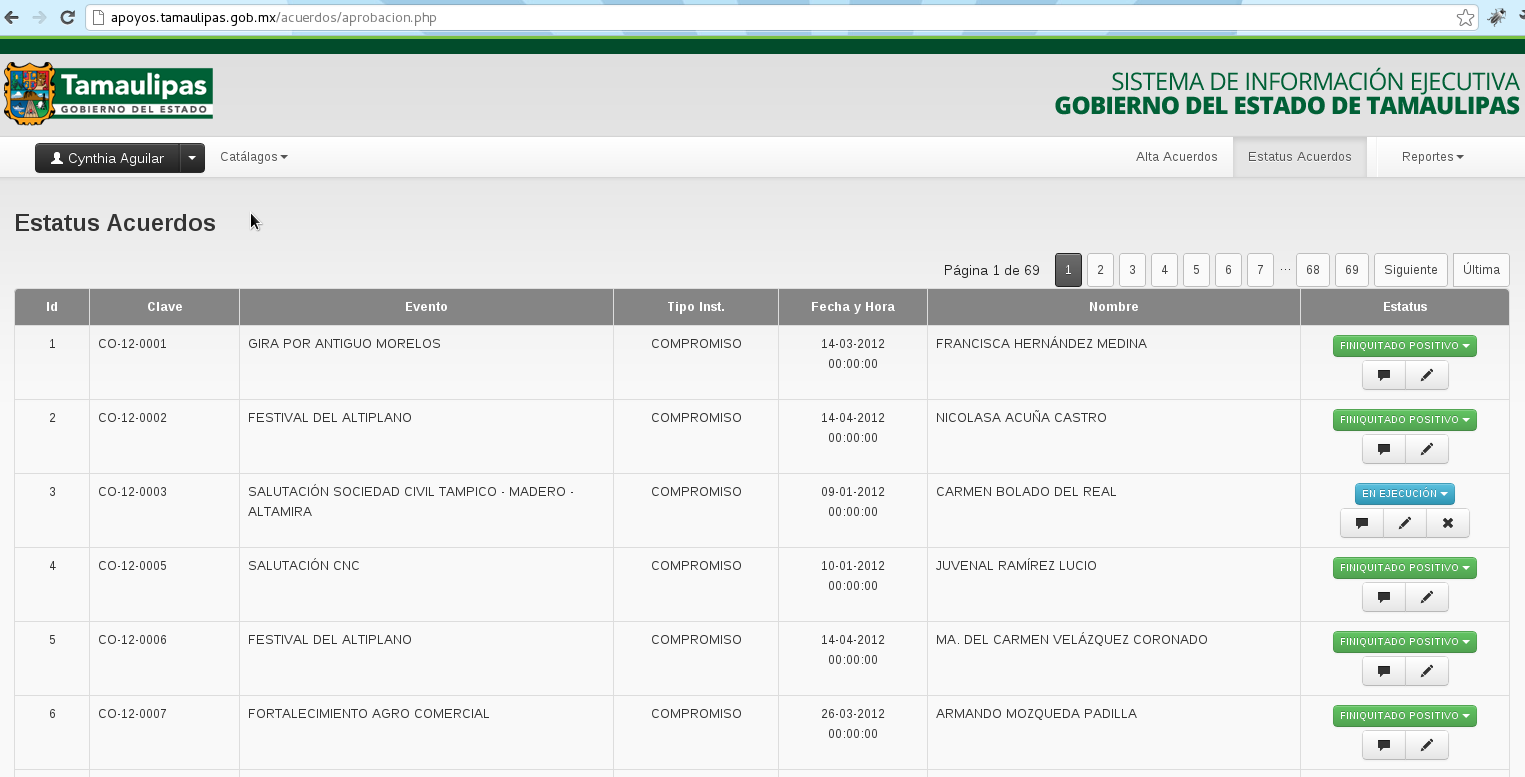 apoyos.tamaulipas.gob.mx/acuerdos/aprobacion.php
Tamaulipas
GOBIERNO DEL ESTADO
SISTEMA DE INFORMACIÓN EJECUTIVA
GOBIERNO DEL ESTADO DE TAMAULIPAS
Cynthia Aguilar Catálagos Alta Acuerdos Estatus Acuerdos Reportes
Estatus Acuerdos
Página 1 de 69 1 2 3 4 5 6 7 ... 68 69 Siguiente Última
Id Clave Evento Tipo Inst. Fecha y Hora Nombre Estatus
1 CO-12-0001 GIRA POR ANTIGUO MORELOS COMPROMISO 14-03-2012 FRANCISCA HERNÁNDEZ MEDINA FINIQUITADO POSITIVO
00:00:00
2 CO-12-0002 FESTIVAL DEL ALTIPLANO COMPROMISO 14-04-2012 NICOLASA ACUÑA CASTRO FINIQUITADO POSITIVO
00:00:00
3 CO-12-0003 SALUTACIÓN SOCIEDAD CIVIL TAMPICO - MADERO - COMPROMISO 09-01-2012 CARMEN BOLADO DEL REAL EN EJECUCIÓN
ALTAMIRA 00:00:00
4 CO-12-0005 SALUTACIÓN CNC COMPROMISO 10-01-2012 JUVENAL RAMÍREZ LUCIO FINIQUITADO POSITIVO
00:00:00
5 CO-12-0006 FESTIVAL DEL ALTIPLANO COMPROMISO 14-04-2012 MA. DEL CARMEN VELÁZQUEZ CORONADO FINIQUITADO POSITIVO
00:00:00
6 CO-12-0007 FORTALECIMIENTO AGRO COMERCIAL COMPROMISO 26-03-2012 ARMANDO MOZQUEDA PADILLA FINIQUITADO POSITIVO
00:00:00